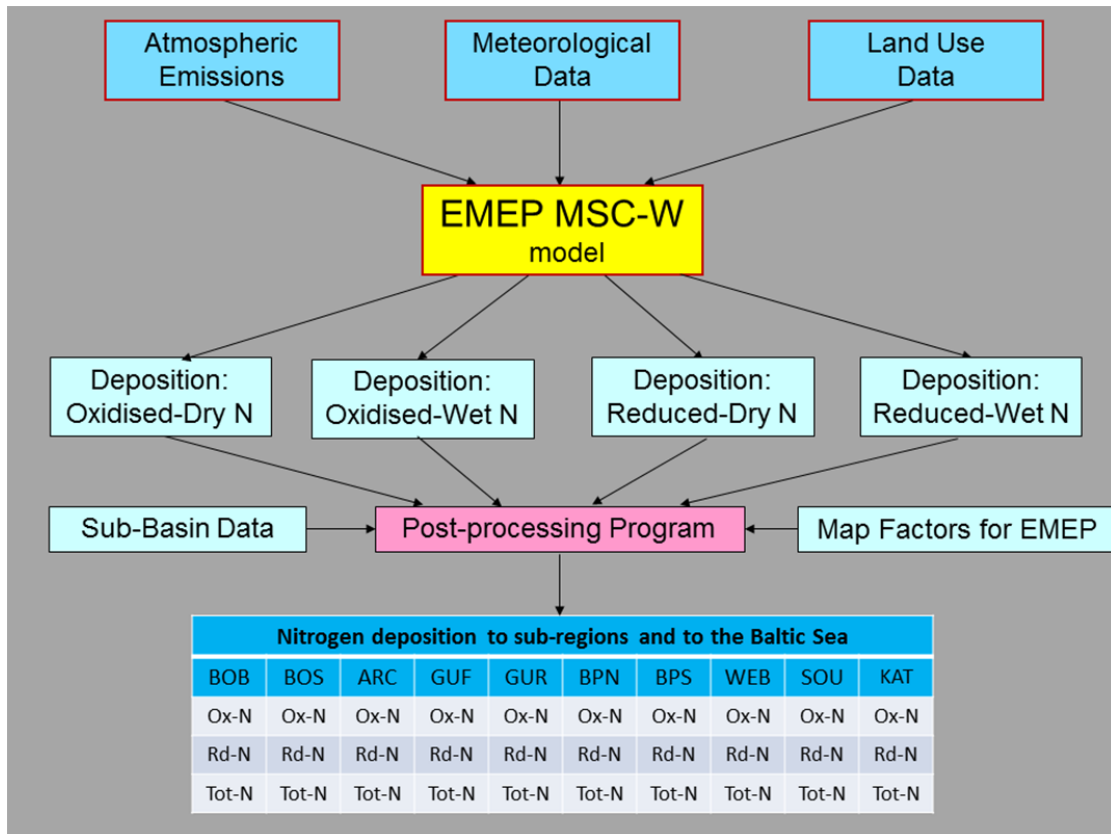 Atmospheric
Emissions
Meteorological
Data
Land Use
Data
EMEP MSC-W
model
Deposition:
Oxidised-Dry N
Deposition:
Oxidised-Wet N
Deposition:
Reduced-Dry N
Deposition:
Reduced-Wet N
Sub-Basin Data
Post-processing Program
Map Factors for EMEP
Nitrogen deposition to sub-regions and to the Baltic Sea
BOB BOS ARC GUF GUR BPN BPS WEB SOU KAT
Ox-N Ox-N Ox-N Ox-N Ox-N Ox-N Ox-N Ox-N Ox-N Ox-N
Rd-N Rd-N Rd-N Rd-N Rd-N Rd-N Rd-N Rd-N Rd-N Rd-N
Tot-N Tot-N Tot-N Tot-N Tot-N Tot-N Tot-N Tot-N Tot-N Tot-N